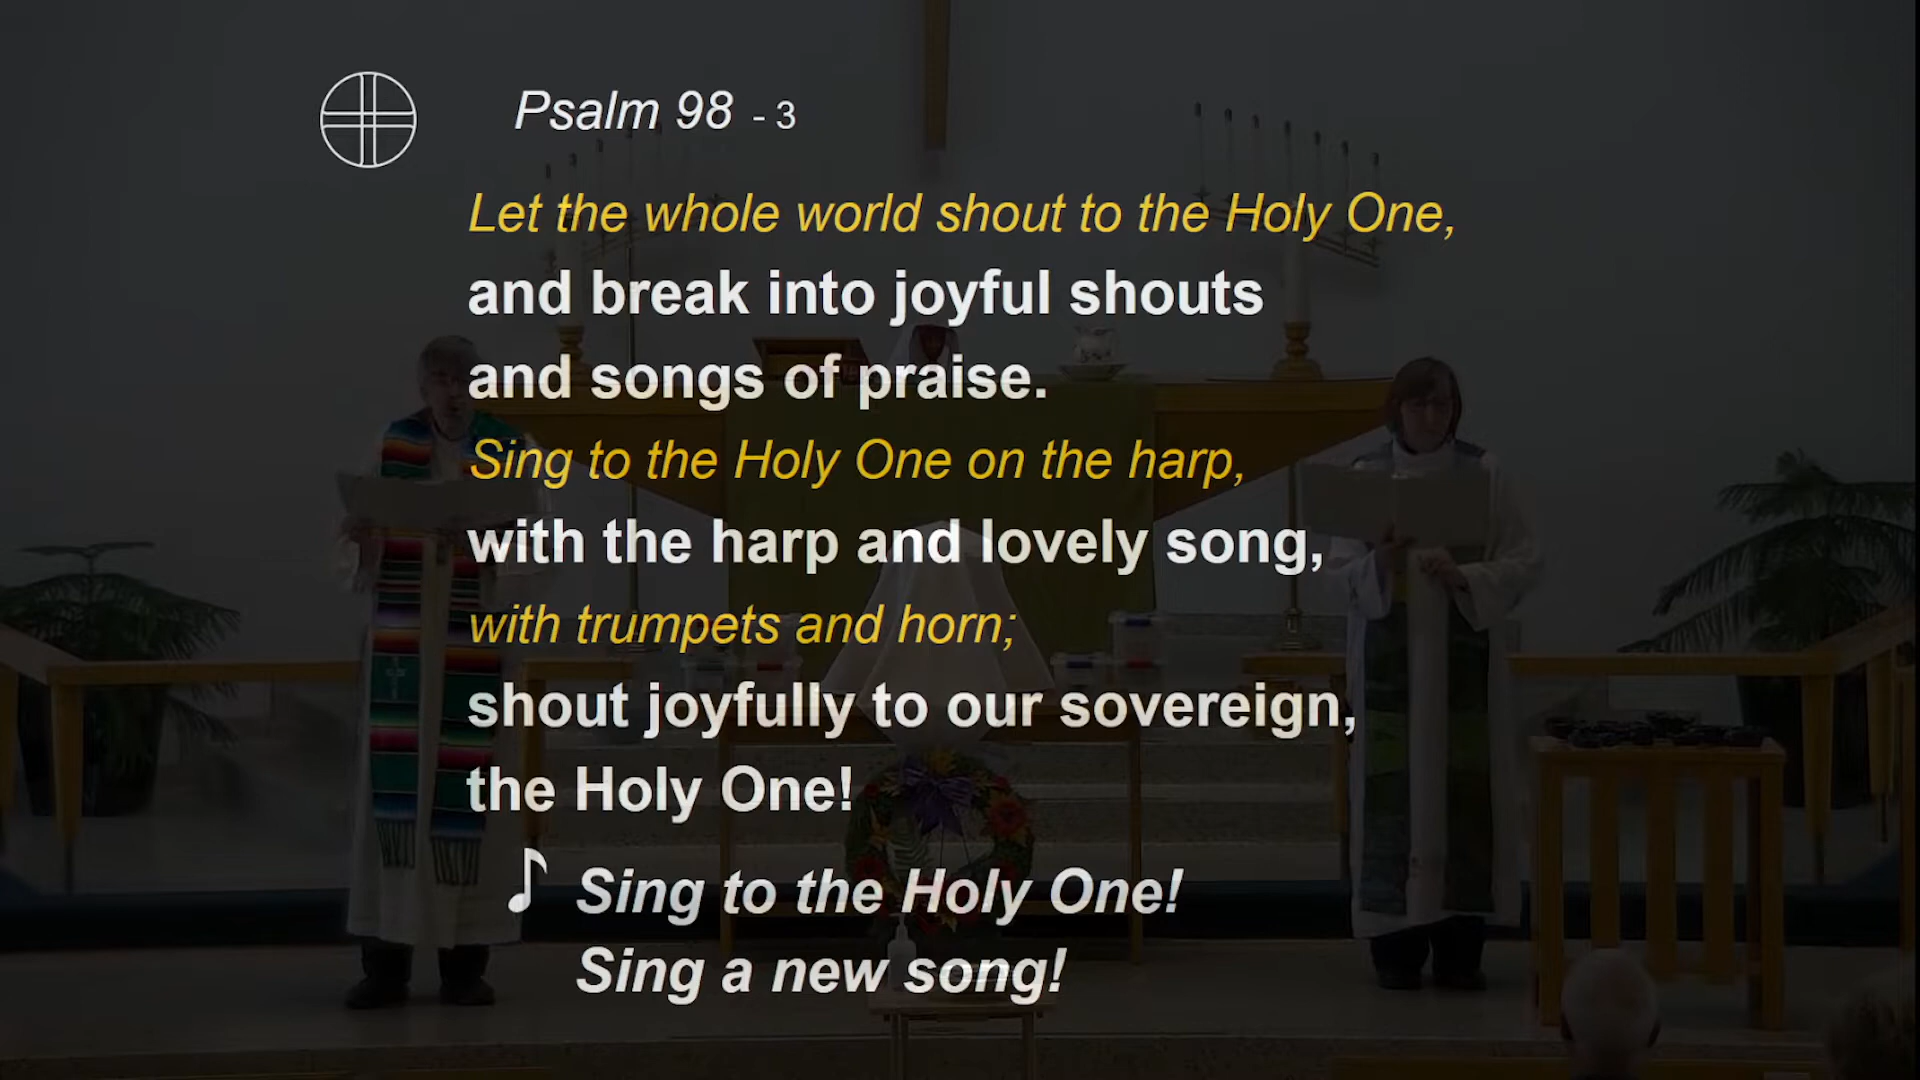 Psalm 98 - 3
Let the whole world shout to the Holy One,
and break into joyful shouts
and songs of praise.
Sing to the Holy One on the harp,
with the harp and lovely song,
with trumpets and horn;
shout joyfully to our sovereign,
the Holy One!
Sing to the Holy One!
Sing a new song!